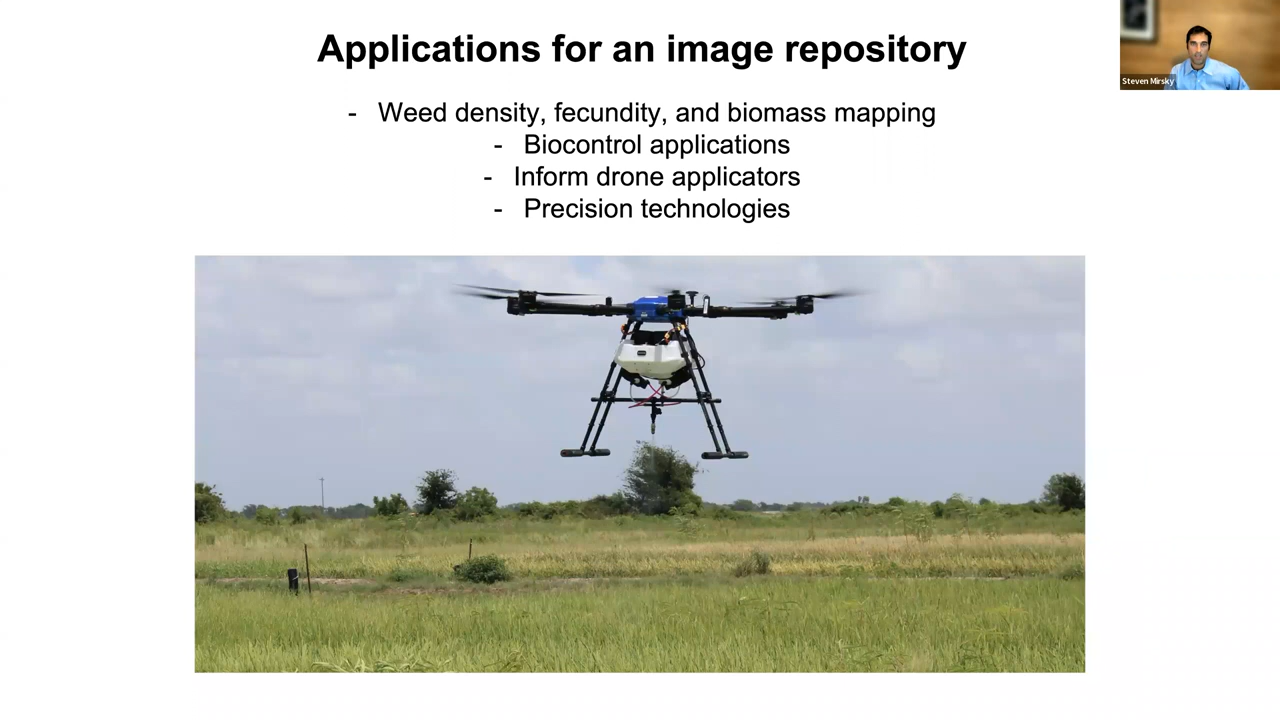 Applications for an image repository
- Weed density, fecundity, and biomass mapping
- Biocontrol applications
- Inform drone applicators
- Precision technologies
Steven Mirsky